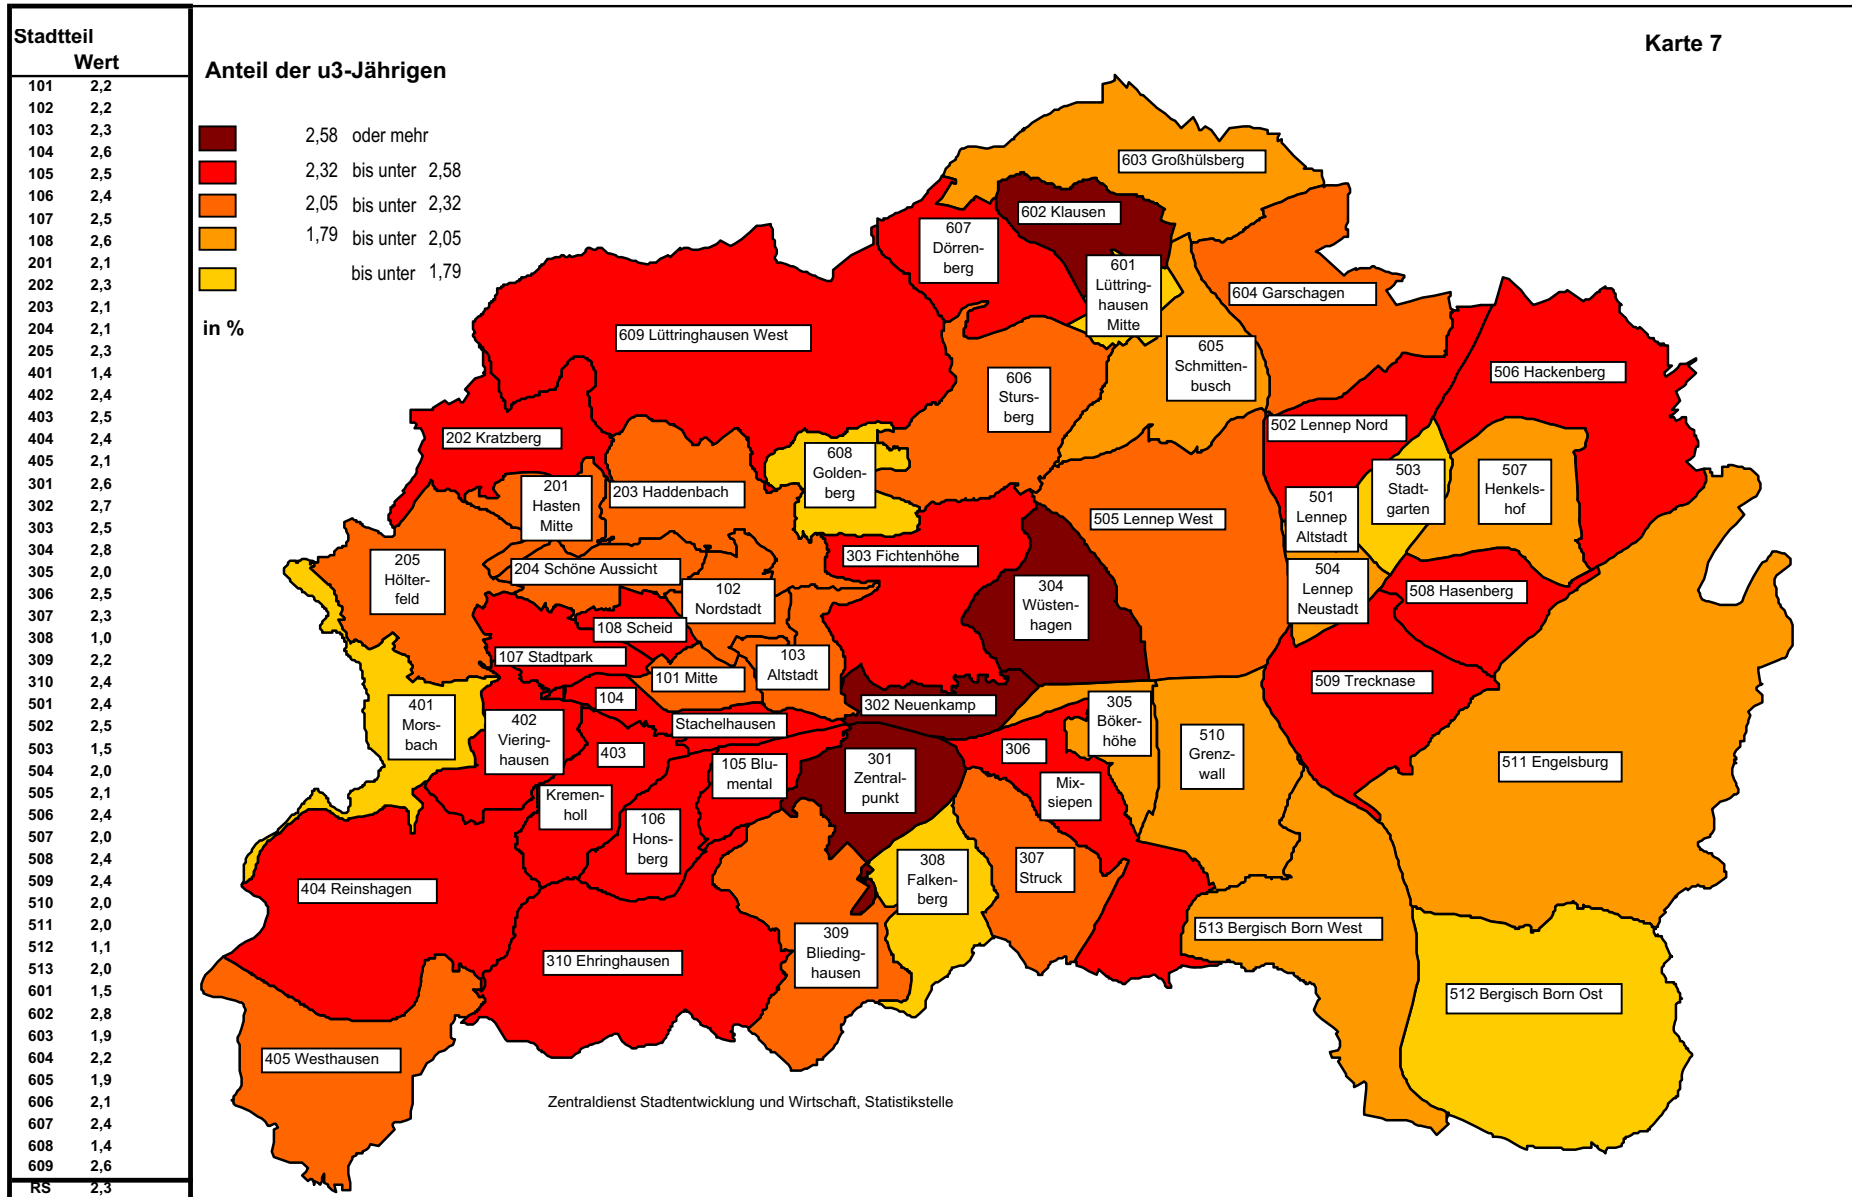 Stadtteil
Wert
101 2,2
102 2,2
103 2,3
104 2,6
105 2,5
106 2,4
107 2,5
108 2,6
201 2,1
202 2,3
203 2,1
204 2,1
205 2,3
401 1,4
402 2,4
403 2,5
404 2,4
405 2,1
301 2,6
302 2,7
303 2,5
304 2,8
305 2,0
306 2,5
307 2,3
308 1,0
309 2,2
310 2,4
501 2,4
502 2,5
503 1,5
504 2,0
505 2,1
506 2,4
507 2,0
508 2,4
509 2,4
510 2,0
511 2,0
512 1,1
513 2,0
601 1,5
602 2,8
603 1,9
604 2,2
605 1,9
606 2,1
607 2,4
608 1,4
609 2,6
RS 2,3
Karte 7
Anteil der u3-Jährigen
2,58 oder mehr
2,32 bis unter 2,58
2,05 bis unter 2,32
1,79 bis unter 2,05
bis unter 1,79
in %
603 Großhülsberg
602 Klausen
607
Dörren-
berg
601
Lüttring-
hausen
Mitte
604 Garschagen
609 Lüttringhausen West
605
Schmitten-
busch
606
Sturs-
berg
506 Hackenberg
502 Lennep Nord
202 Kratzberg
608
Golden-
berg
503
Stadt-
garten
507
Henkels-
hof
201
Hasten
Mitte
203 Haddenbach
501
Lennep
Altstadt
505 Lennep West
303 Fichtenhöhe
205
Hölter-
feld
204 Schöne Aussicht
102
Nordstadt
304
Wüsten-
hagen
504
Lennep
Neustadt
508 Hasenberg
108 Scheid
107 Stadtpark
101 Mitte
103
Altstadt
509 Trecknase
104
Stachelhausen
302 Neuenkamp
305
Böker-
höhe
401
Mors-
bach
402
Viering-
hausen
403
Kremen-
holl
105 Blu-
mental
301
Zentral-
punkt
306
Mix-
siepen
510
Grenz-
wall
511 Engelsburg
106
Hons-
berg
404 Reinshagen
308
Falken-
berg
307
Struck
309
Blieding-
hausen
310 Ehringhausen
513 Bergisch Born West
512 Bergisch Born Ost
405 Westhausen
Zentraldienst Stadtentwicklung und Wirtschaft, Statistikstelle